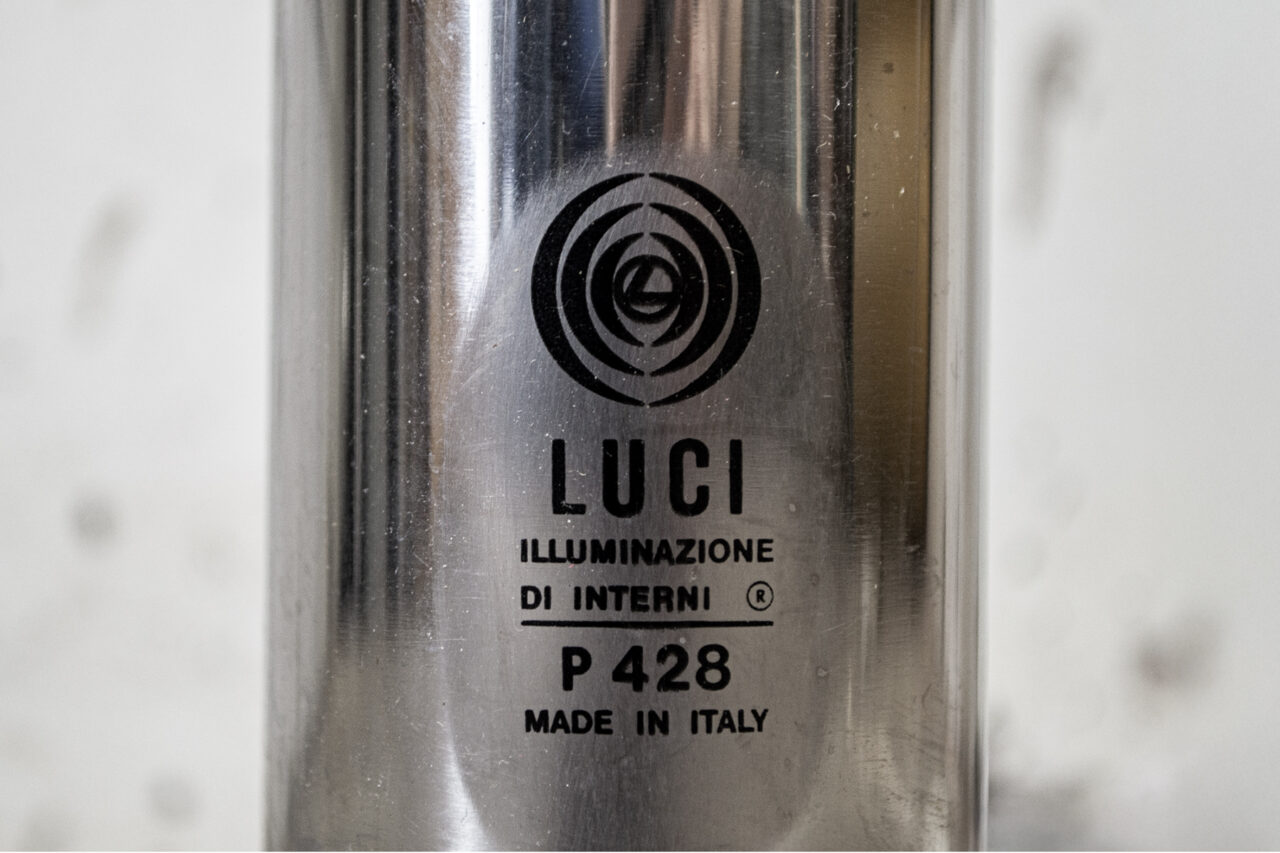 LUCI
ILLUMINAZIONE
DI INTERNI ®
P 428
MADE IN ITALY